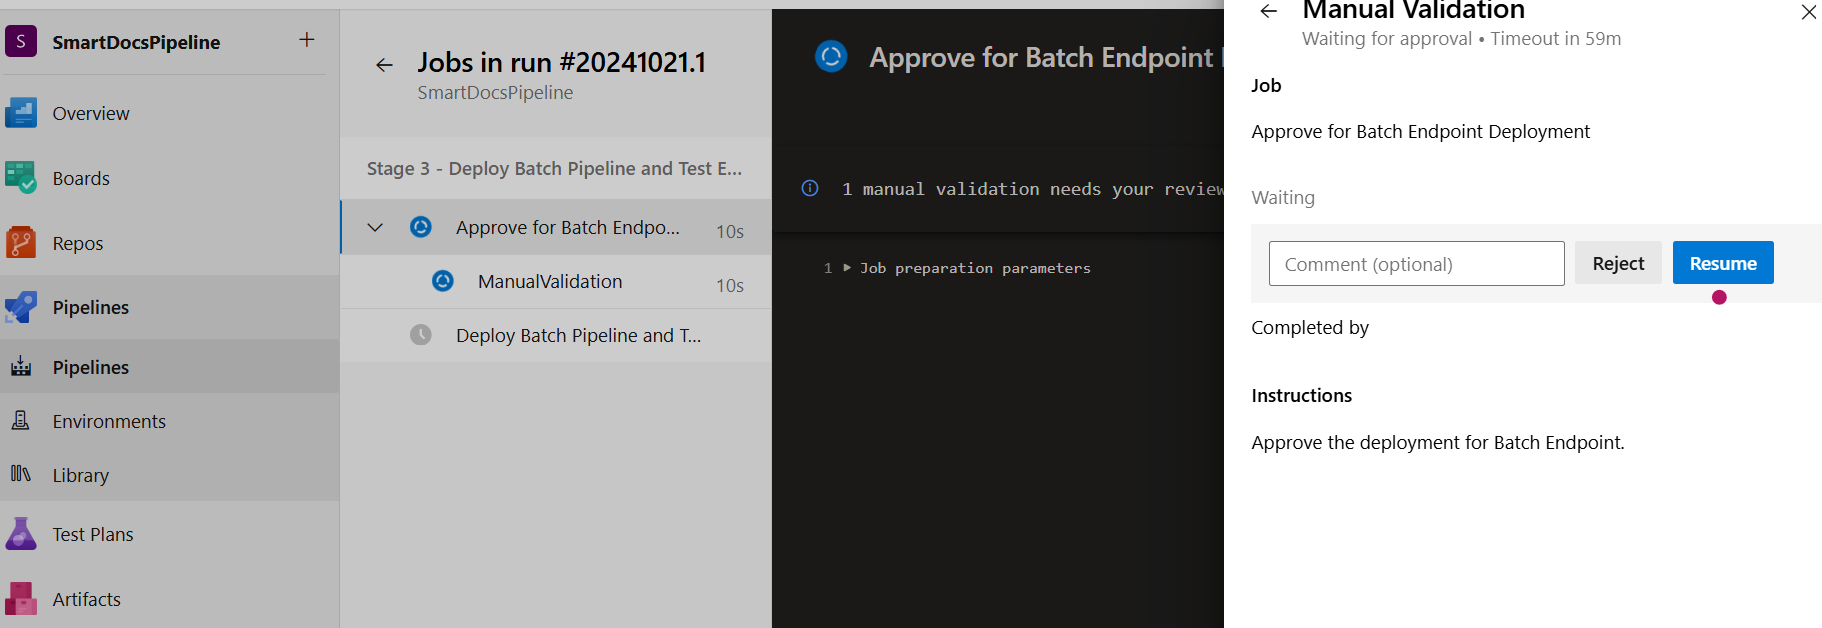 S
SmartDocsPipeline
+
Overview
Boards
Repos
Pipelines
Pipelines
Environments
Library
Test Plans
Artifacts
Jobs in run #20241021.1
SmartDocsPipeline
Stage 3 - Deploy Batch Pipeline and Test E...
Approve for Batch Endpo... 10s
ManualValidation 10s
Deploy Batch Pipeline and T...
Approve for Batch Endpoint
1 manual validation needs your review
1 Job preparation parameters
Manual Validation
Waiting for approval • Timeout in 59m
Job
Approve for Batch Endpoint Deployment
Waiting
Comment (optional) Reject Resume
Completed by
Instructions
Approve the deployment for Batch Endpoint.